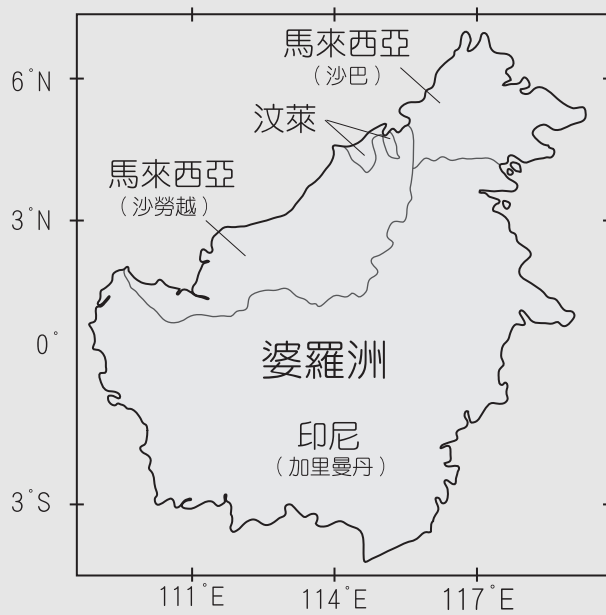 馬來西亞
（沙巴）
6°N
汶萊
馬來西亞
（沙勞越）
3°N
0°
婆羅洲
印尼
（加里曼丹）
3°S
111°E
114°E
117°E